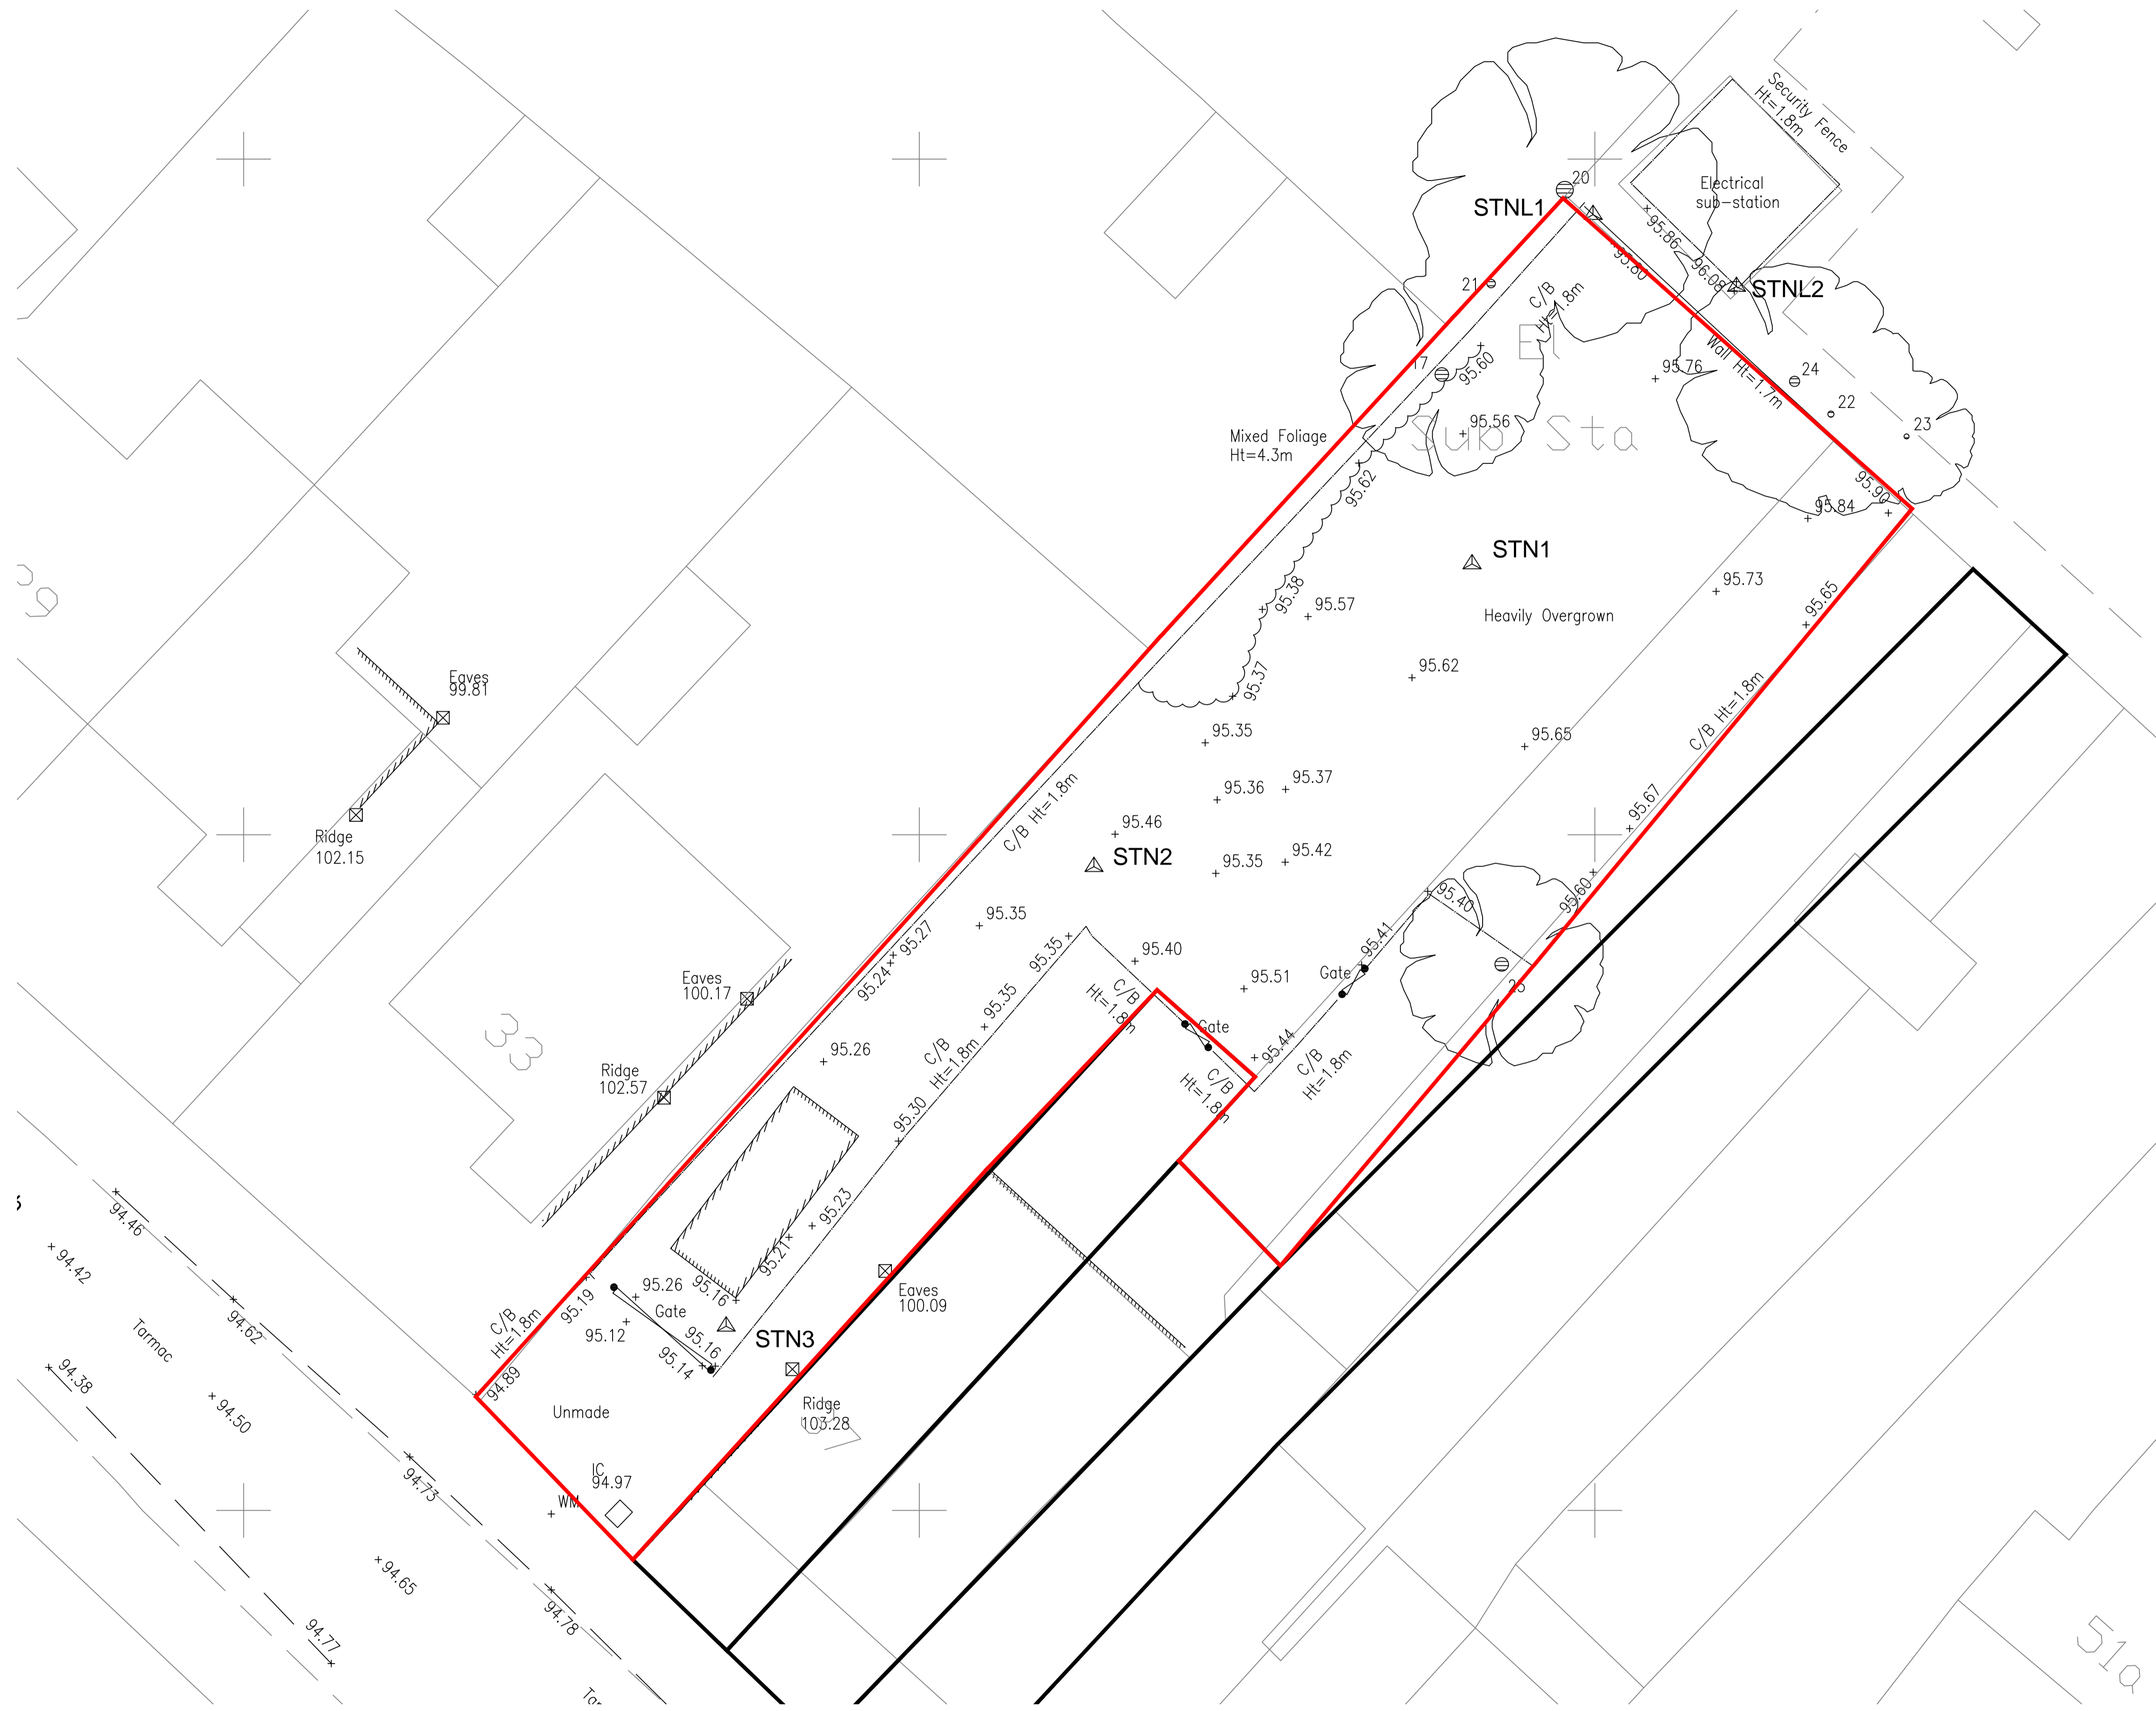 Security Fence
Ht=1.8m
Electrical
sub-station
20
STNL1
95.86
96.08
95.80
STNL2
21
C/B
Ht=1.8m
El
Wall Ht=1.7m
24
22
23
17
95.60
95.76
95.56
Sub Sta
Mixed Foliage
Ht=4.3m
95.62
95.90
95.84
STN1
95.73
95.38
95.57
Heavily Overgrown
95.65
39
95.62
95.37
Eaves
99.81
C/B Ht=1.8m
95.35
95.65
95.37
95.36
C/B Ht=1.8m
95.67
95.46
Ridge
102.15
STN2
95.42
95.35
95.60
95.40
95.35
95.27
95.24
95.35
95.40
95.41
95.51
Gate
25
Eaves
100.17
C/B
Ht=1.8m
95.35
Gate
33
95.26
C/B
Ht=1.8m
95.44
C/B
Ht=1.8m
Ridge
102.57
C/B
Ht=1.8m
95.30
95.23
94.46
95.21
94.42
95.26
95.16
95.19
Gate
Eaves
100.09
95.12
95.16
STN3
94.62
C/B
Ht=1.8m
Tarmac
95.14
94.38
94.89
Ridge
103.28
94.50
Unmade
IC
94.97
94.73
WM
94.65
94.78
94.77
51a